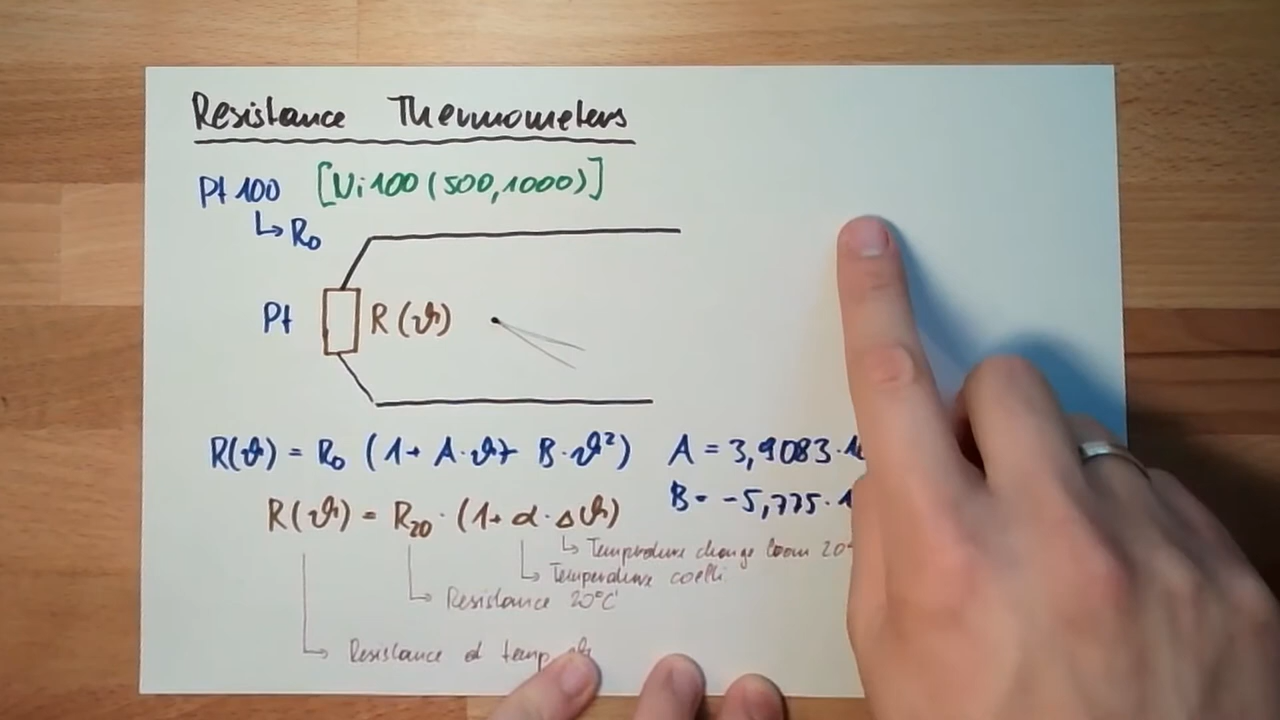 Resistance Thermometers
Pt 100 [Ni 100 (500, 1000)]
↳ R₀
Pt R (ϑ)
R(ϑ) = R₀ (1 + A·ϑ + B·ϑ²) A = 3,9083·
R(ϑ) = R₂₀ · (1 + α · Δϑ) B = -5,775·
↳ Temperature change from 20°
↳ Temperature coeffi
↳ Resistance 20°C
↳ Resistance at temp